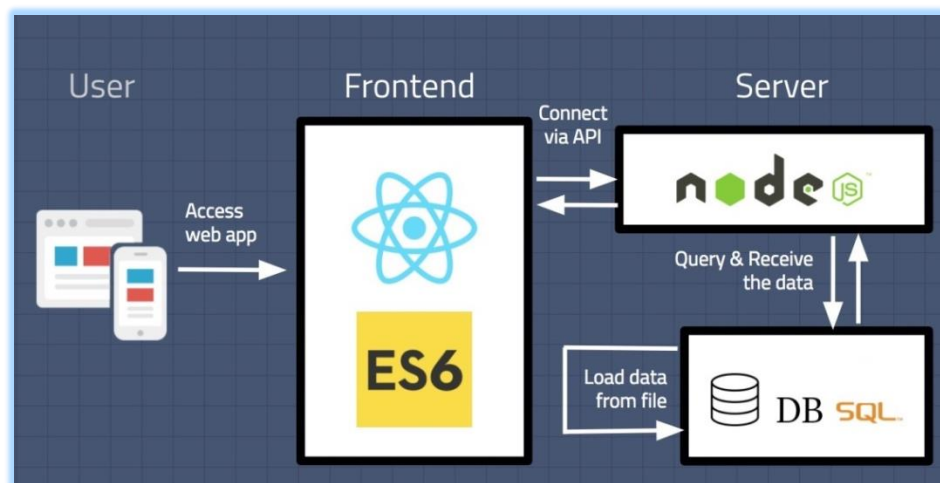 User
Frontend
Server
Access
web app
Connect
via API
node
JS
ES6
Query & Receive
the data
Load data
from file
DB
SQL